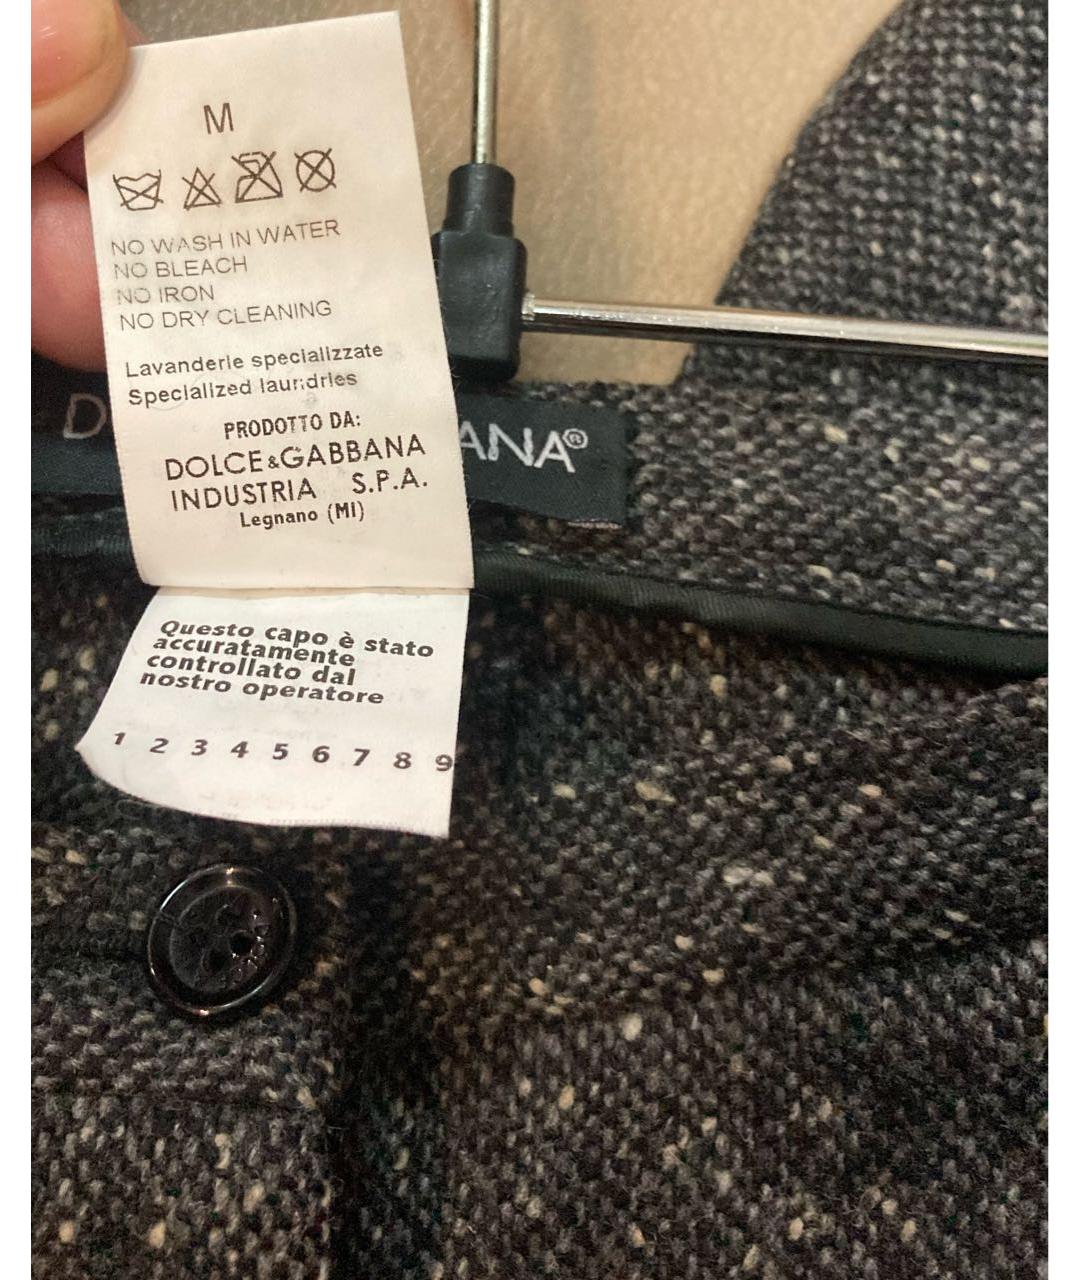 M
NO WASH IN WATER
NO BLEACH
NO IRON
NO DRY CLEANING
Lavanderie specializzate
Specialized laundries
PRODOTTO DA:
DOLCE&GABBANA
INDUSTRIA S.P.A.
Legnano (MI)
D ANA®
Questo capo è stato
accuratamente
controllato dal
nostro operatore
1 2 3 4 5 6 7 8 9